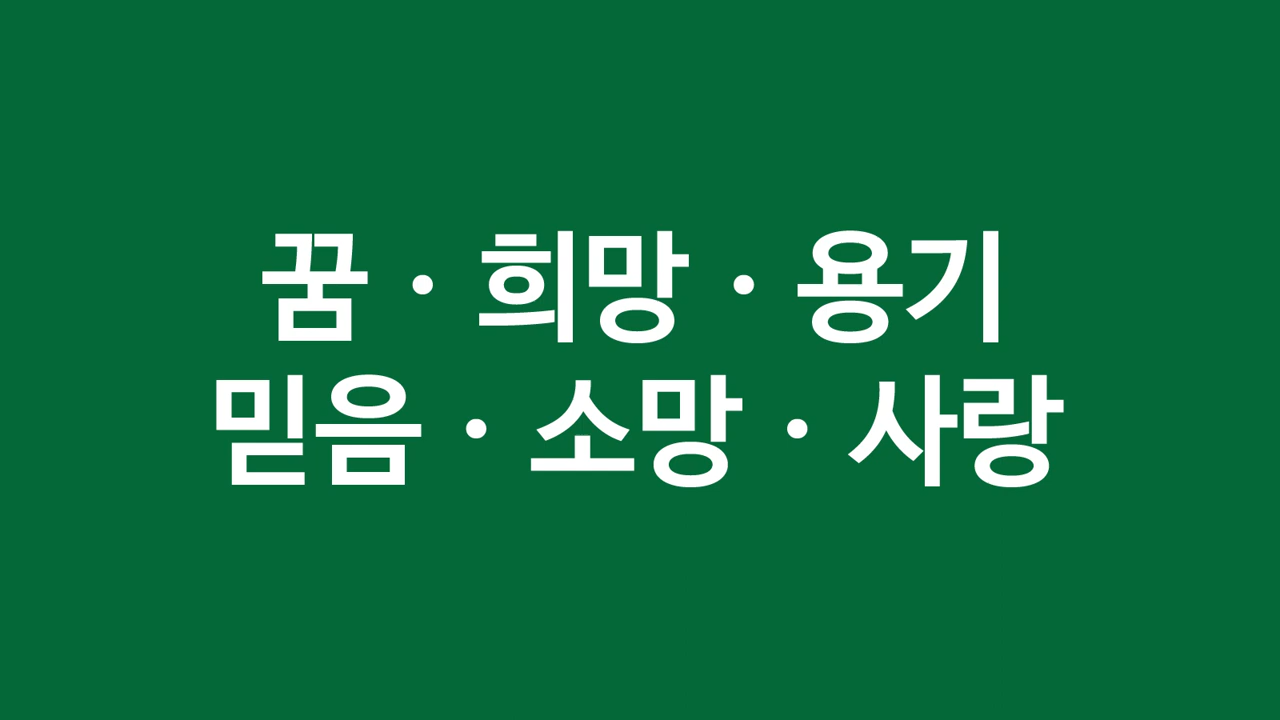 꿈 · 희망 · 용기
믿음 · 소망 · 사랑